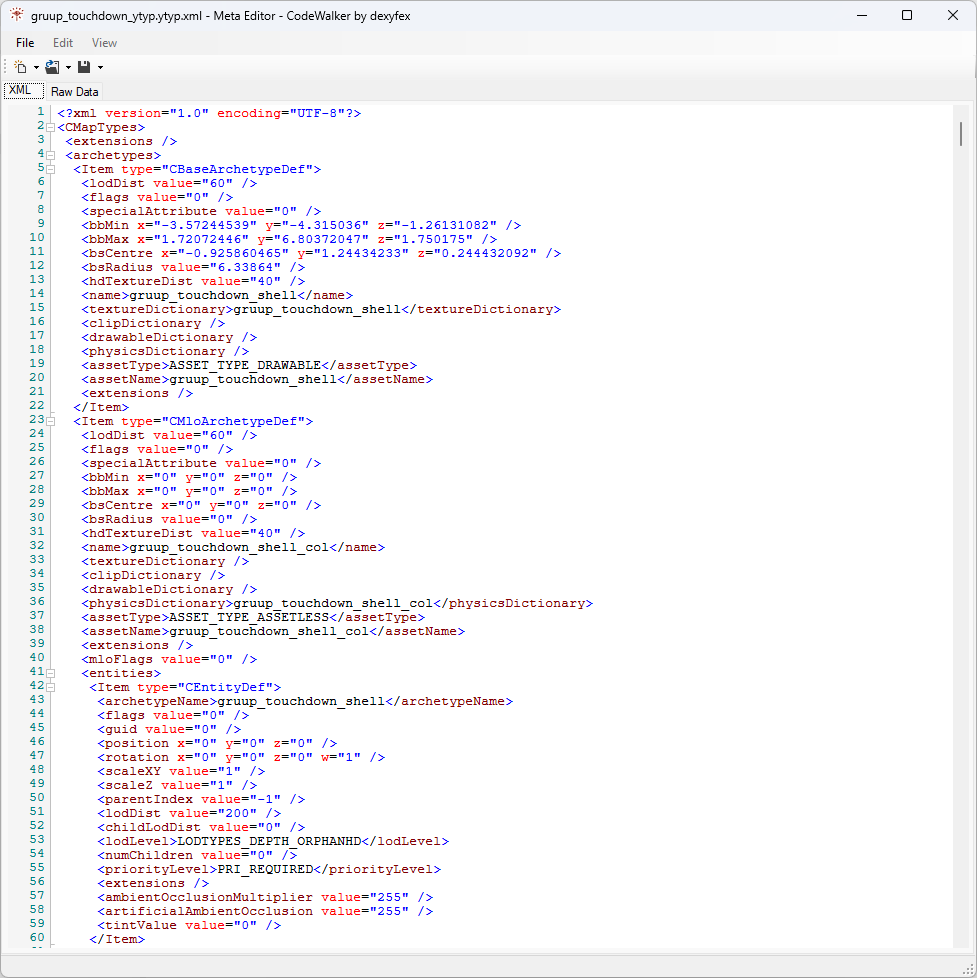 gruup_touchdown_ytyp.ytyp.xml - Meta Editor - CodeWalker by dexyfex
File Edit View
XML Raw Data
1 <?xml version="1.0" encoding="UTF-8"?>
2 <CMapTypes>
3 <extensions />
4 <archetypes>
5 <Item type="CBaseArchetypeDef">
6 <lodDist value="60" />
7 <flags value="0" />
8 <specialAttribute value="0" />
9 <bbMin x="-3.57244539" y="-4.315036" z="-1.26131082" />
10 <bbMax x="1.72072446" y="6.80372047" z="1.750175" />
11 <bsCentre x="-0.925860465" y="1.24434233" z="0.244432092" />
12 <bsRadius value="6.33864" />
13 <hdTextureDist value="40" />
14 <name>gruup_touchdown_shell</name>
15 <textureDictionary>gruup_touchdown_shell</textureDictionary>
16 <clipDictionary />
17 <drawableDictionary />
18 <physicsDictionary />
19 <assetType>ASSET_TYPE_DRAWABLE</assetType>
20 <assetName>gruup_touchdown_shell</assetName>
21 <extensions />
22 </Item>
23 <Item type="CMloArchetypeDef">
24 <lodDist value="60" />
25 <flags value="0" />
26 <specialAttribute value="0" />
27 <bbMin x="0" y="0" z="0" />
28 <bbMax x="0" y="0" z="0" />
29 <bsCentre x="0" y="0" z="0" />
30 <bsRadius value="0" />
31 <hdTextureDist value="40" />
32 <name>gruup_touchdown_shell_col</name>
33 <textureDictionary />
34 <clipDictionary />
35 <drawableDictionary />
36 <physicsDictionary>gruup_touchdown_shell_col</physicsDictionary>
37 <assetType>ASSET_TYPE_ASSETLESS</assetType>
38 <assetName>gruup_touchdown_shell_col</assetName>
39 <extensions />
40 <mloFlags value="0" />
41 <entities>
42 <Item type="CEntityDef">
43 <archetypeName>gruup_touchdown_shell</archetypeName>
44 <flags value="0" />
45 <guid value="0" />
46 <position x="0" y="0" z="0" />
47 <rotation x="0" y="0" z="0" w="1" />
48 <scaleXY value="1" />
49 <scaleZ value="1" />
50 <parentIndex value="-1" />
51 <lodDist value="200" />
52 <childLodDist value="0" />
53 <lodLevel>LODTYPES_DEPTH_ORPHANHD</lodLevel>
54 <numChildren value="0" />
55 <priorityLevel>PRI_REQUIRED</priorityLevel>
56 <extensions />
57 <ambientOcclusionMultiplier value="255" />
58 <artificialAmbientOcclusion value="255" />
59 <tintValue value="0" />
60 </Item>